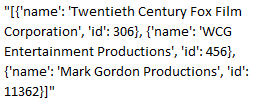 "[{'name': 'Twentieth Century Fox Film
Corporation', 'id': 306}, {'name': 'WCG
Entertainment Productions', 'id': 456},
{'name': 'Mark Gordon Productions', 'id':
11362}]"